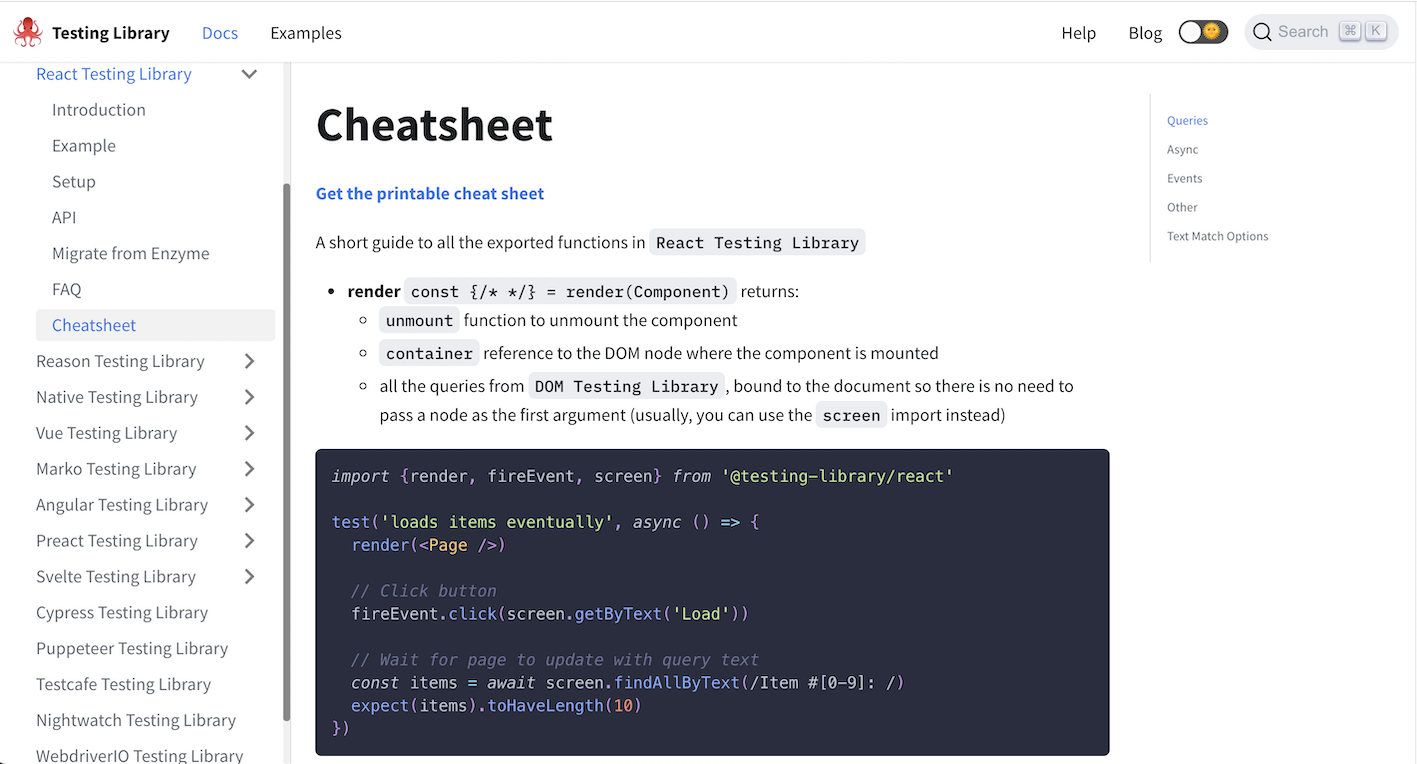 Testing Library Docs Examples Help Blog Search ⌘ K
React Testing Library
Introduction
Example
Setup
API
Migrate from Enzyme
FAQ
Cheatsheet
Reason Testing Library
Native Testing Library
Vue Testing Library
Marko Testing Library
Angular Testing Library
Preact Testing Library
Svelte Testing Library
Cypress Testing Library
Puppeteer Testing Library
Testcafe Testing Library
Nightwatch Testing Library
WebdriverIO Testing Library
Cheatsheet
Get the printable cheat sheet
A short guide to all the exported functions in React Testing Library
• render const {/* */} = render(Component) returns:
◦ unmount function to unmount the component
◦ container reference to the DOM node where the component is mounted
◦ all the queries from DOM Testing Library, bound to the document so there is no need to
pass a node as the first argument (usually, you can use the screen import instead)
import {render, fireEvent, screen} from '@testing-library/react'
test('loads items eventually', async () => {
  render(<Page />)
  // Click button
  fireEvent.click(screen.getByText('Load'))
  // Wait for page to update with query text
  const items = await screen.findAllByText(/Item #[0-9]: /)
  expect(items).toHaveLength(10)
})
Queries
Async
Events
Other
Text Match Options